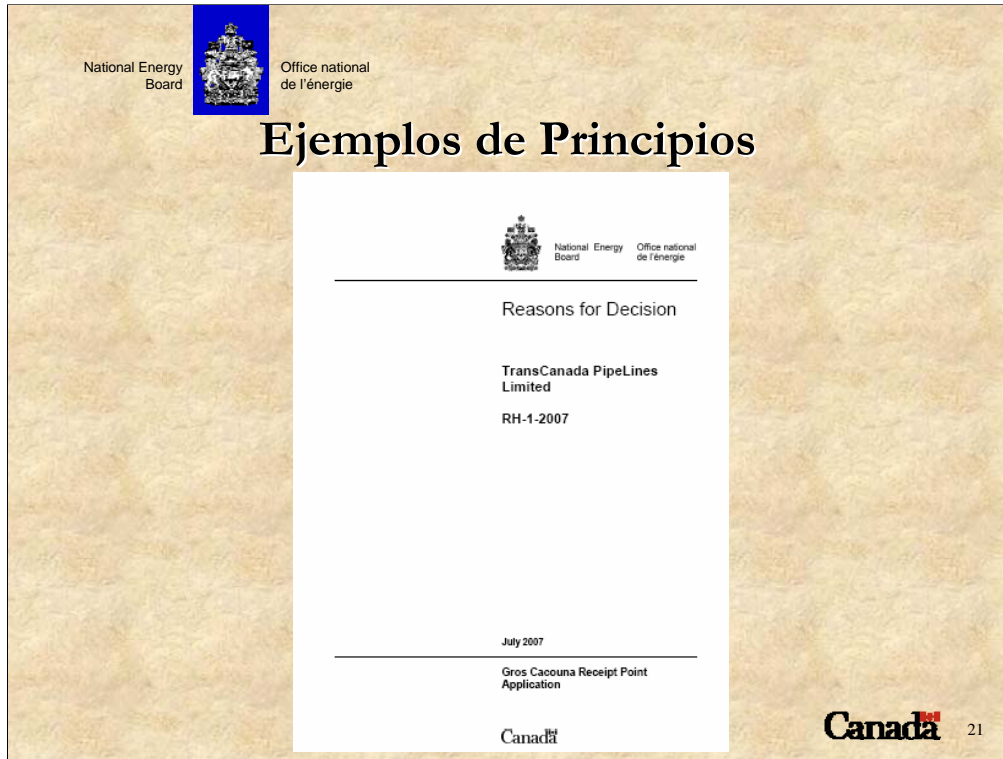 National Energy
Board
Office national
de l'énergie
Ejemplos de Principios
National Energy
Board
Office national
de l'énergie
Reasons for Decision
TransCanada PipeLines
Limited
RH-1-2007
July 2007
Gros Cacouna Receipt Point
Application
Canada
Canada
21